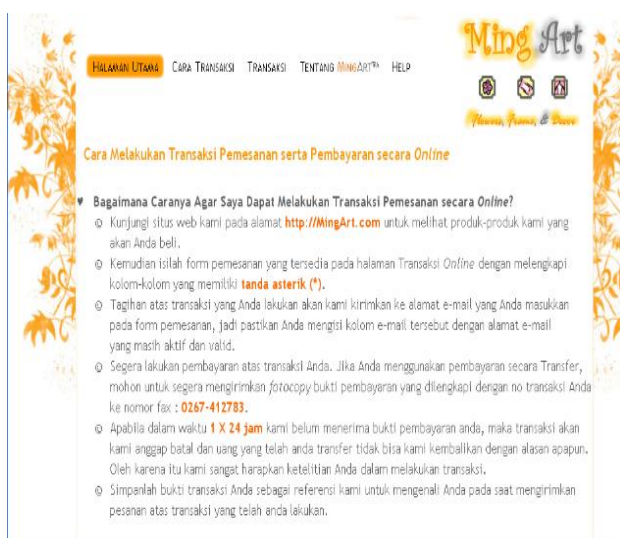 Ming Art
HALAMAN UTAMA CARA TRANSAKSI TRANSAKSI TENTANG MINGART™ HELP
Flowers, Frame, & Decor
Cara Melakukan Transaksi Pemesanan serta Pembayaran secara Online
♥ Bagaimana Caranya Agar Saya Dapat Melakukan Transaksi Pemesanan secara Online?
Kunjungi situs web kami pada alamat http://MingArt.com untuk melihat produk-produk kami yang
akan Anda beli.
Kemudian isilah form pemesanan yang tersedia pada halaman Transaksi Online dengan melengkapi
kolom-kolom yang memiliki tanda asterik (*).
Tagihan atas transaksi yang Anda lakukan akan kami kirimkan ke alamat e-mail yang Anda masukkan
pada form pemesanan, jadi pastikan Anda mengisi kolom e-mail tersebut dengan alamat e-mail
yang masih aktif dan valid.
Segera lakukan pembayaran atas transaksi Anda. Jika Anda menggunakan pembayaran secara Transfer,
mohon untuk segera mengirimkan fotocopy bukti pembayaran yang dilengkapi dengan no transaksi Anda
ke nomor fax : 0267-412783.
Apabila dalam waktu 1 X 24 jam kami belum menerima bukti pembayaran anda, maka transaksi akan
kami anggap batal dan uang yang telah anda transfer tidak bisa kami kembalikan dengan alasan apapun.
Oleh karena itu kami sangat harapkan ketelitian Anda dalam melakukan transaksi.
Simpanlah bukti transaksi Anda sebagai referensi kami untuk mengenali Anda pada saat mengirimkan
pesanan atas transaksi yang telah anda lakukan.